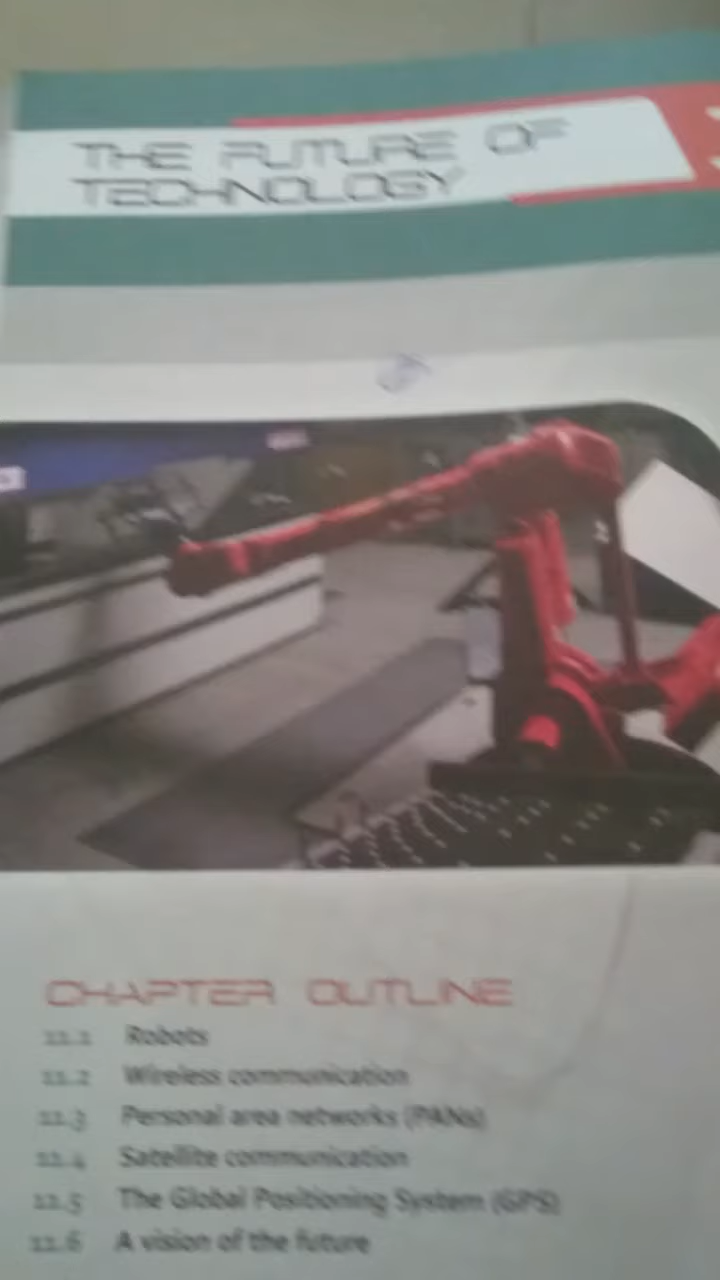 THE FUTURE OF
TECHNOLOGY
CHAPTER OUTLINE
11.1 Robots
11.2 Wireless communication
11.3 Personal area networks (PANs)
11.4 Satellite communication
11.5 The Global Positioning System (GPS)
11.6 A vision of the future